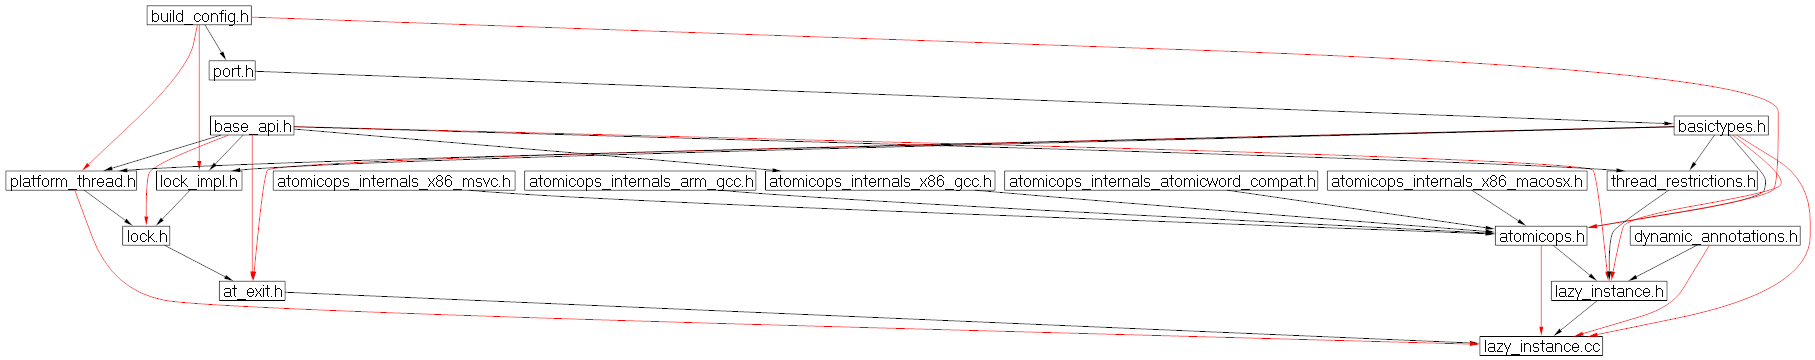 build_config.h
port.h
base_api.h
basictypes.h
platform_thread.h
lock_impl.h
atomicops_internals_x86_msvc.h
atomicops_internals_arm_gcc.h
atomicops_internals_x86_gcc.h
atomicops_internals_atomicword_compat.h
atomicops_internals_x86_macosx.h
thread_restrictions.h
lock.h
atomicops.h
dynamic_annotations.h
at_exit.h
lazy_instance.h
lazy_instance.cc